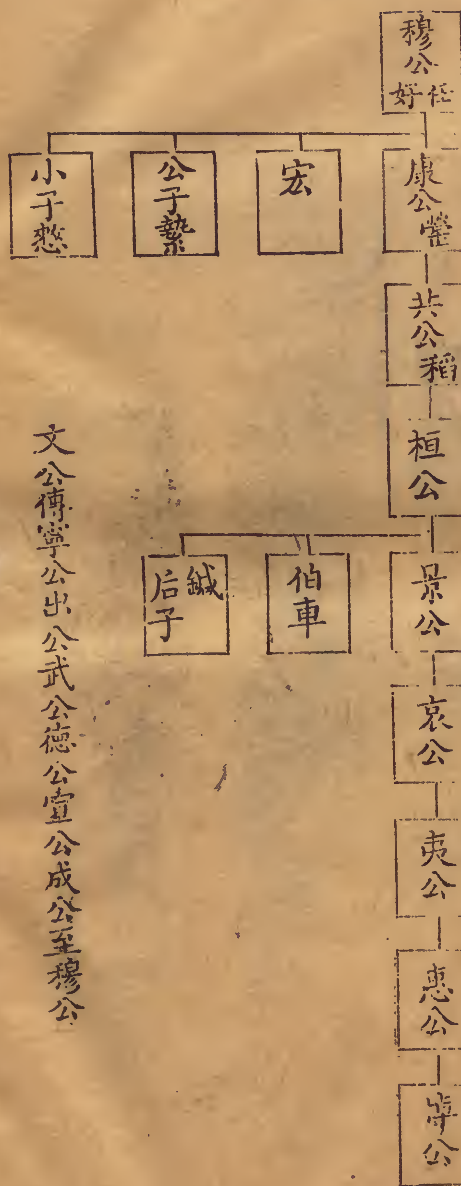 穆公
任好
康公罃
宏
公子縶
小子憖
共公稻
桓公
景公
伯車
鍼
后子
哀公
夷公
惠公
悼公
文公傳寧公出公武公德公宣公成公至穆公